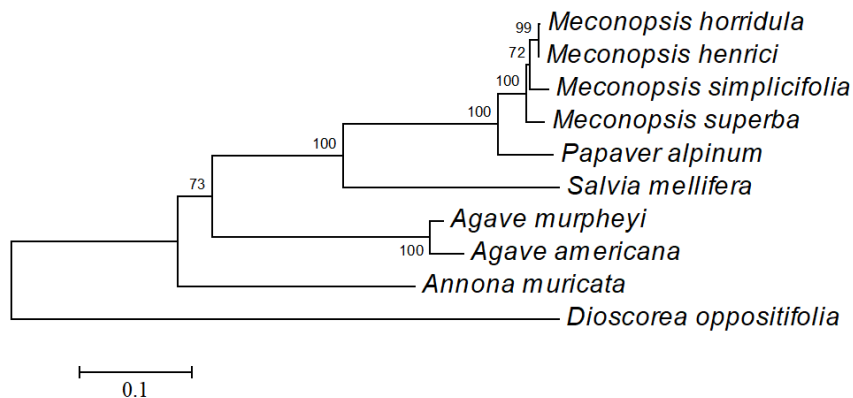 Meconopsis horridula
99
Meconopsis henrici
72
Meconopsis simplicifolia
100
Meconopsis superba
100
Papaver alpinum
100
Salvia mellifera
73
Agave murpheyi
Agave americana
100
Annona muricata
Dioscorea oppositifolia
0.1